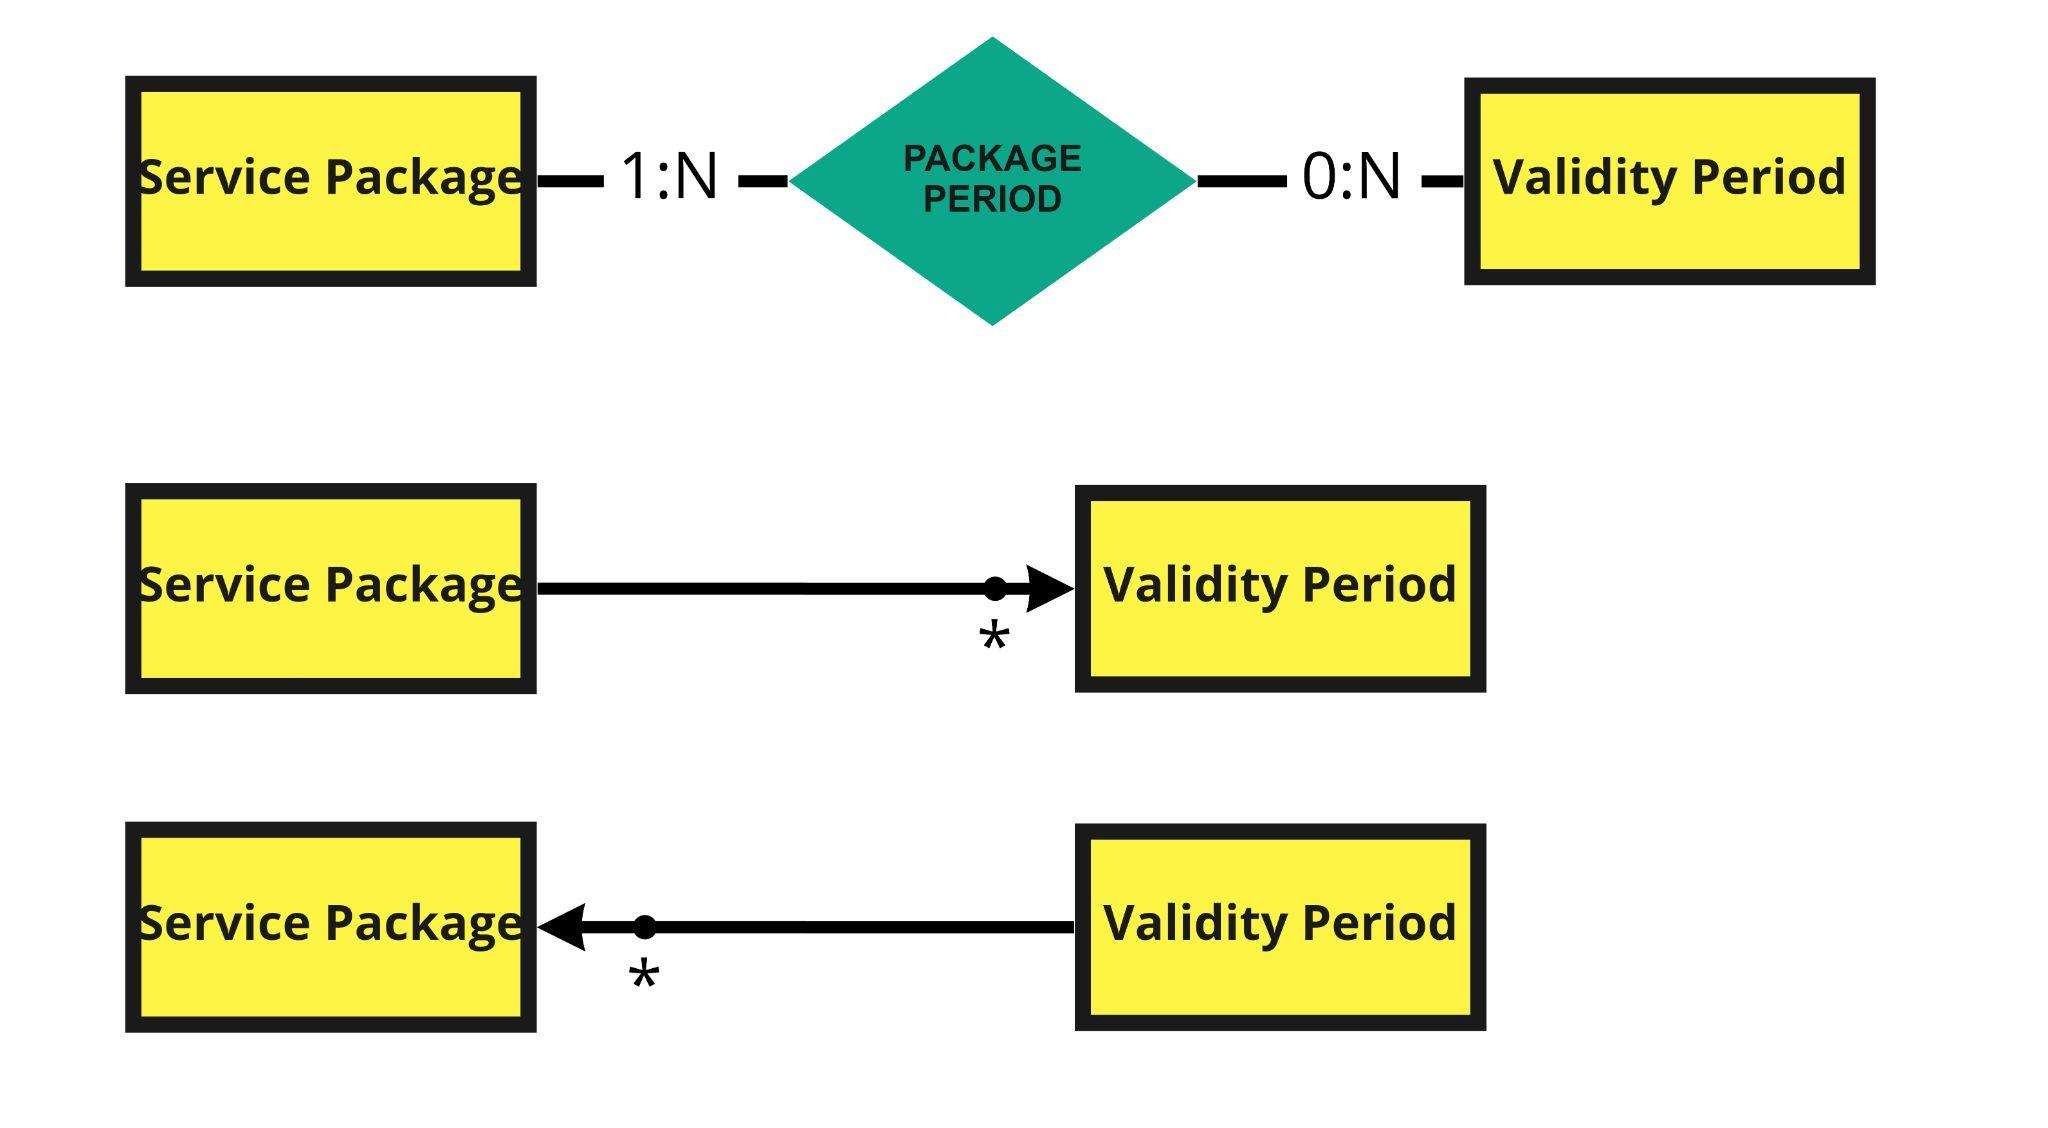 Service Package
1:N
PACKAGE
PERIOD
0:N
Validity Period
Service Package
*
Validity Period
Service Package
*
Validity Period